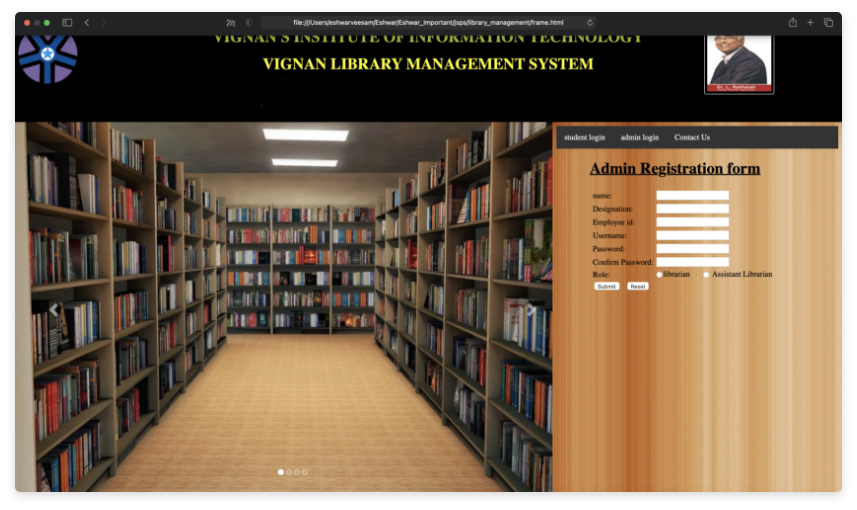 file:///Users/eshwarveesam/Eshwar/Eshwar_Important/jsps/library_management/frame.html
VIGNAN'S INSTITUTE OF INFORMATION TECHNOLOGY
VIGNAN LIBRARY MANAGEMENT SYSTEM
Dr. L. Rathaiah
student login admin login Contact Us
Admin Registration form
name:
Designation:
Employee id:
Username:
Password:
Confirm Password:
Role: librarian Assistant Librarian
Submit Reset